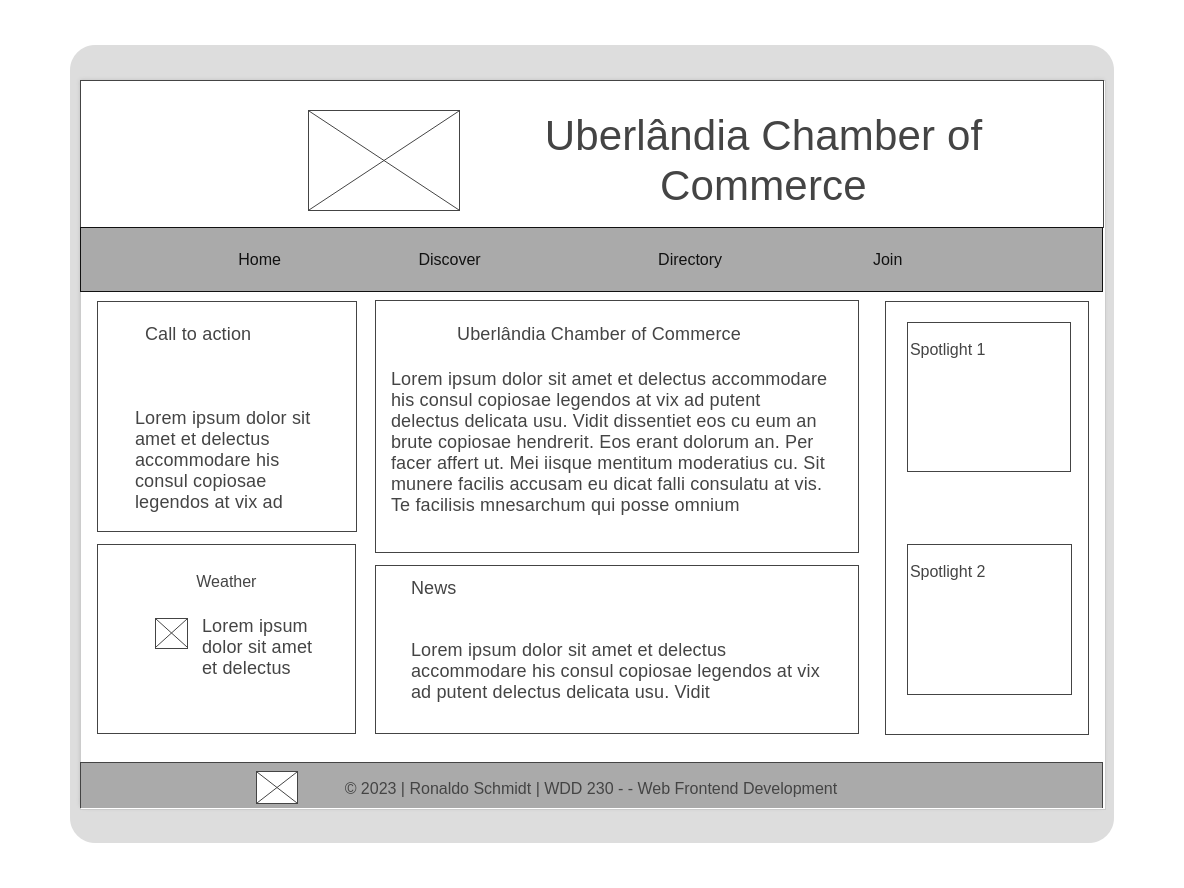 Uberlândia Chamber of
Commerce
Home
Discover
Directory
Join
Call to action
Lorem ipsum dolor sit
amet et delectus
accommodare his
consul copiosae
legendos at vix ad
Weather
Lorem ipsum
dolor sit amet
et delectus
Uberlândia Chamber of Commerce
Lorem ipsum dolor sit amet et delectus accommodare
his consul copiosae legendos at vix ad putent
delectus delicata usu. Vidit dissentiet eos cu eum an
brute copiosae hendrerit. Eos erant dolorum an. Per
facer affert ut. Mei iisque mentitum moderatius cu. Sit
munere facilis accusam eu dicat falli consulatu at vis.
Te facilisis mnesarchum qui posse omnium
News
Lorem ipsum dolor sit amet et delectus
accommodare his consul copiosae legendos at vix
ad putent delectus delicata usu. Vidit
Spotlight 1
Spotlight 2
© 2023 | Ronaldo Schmidt | WDD 230 - - Web Frontend Development